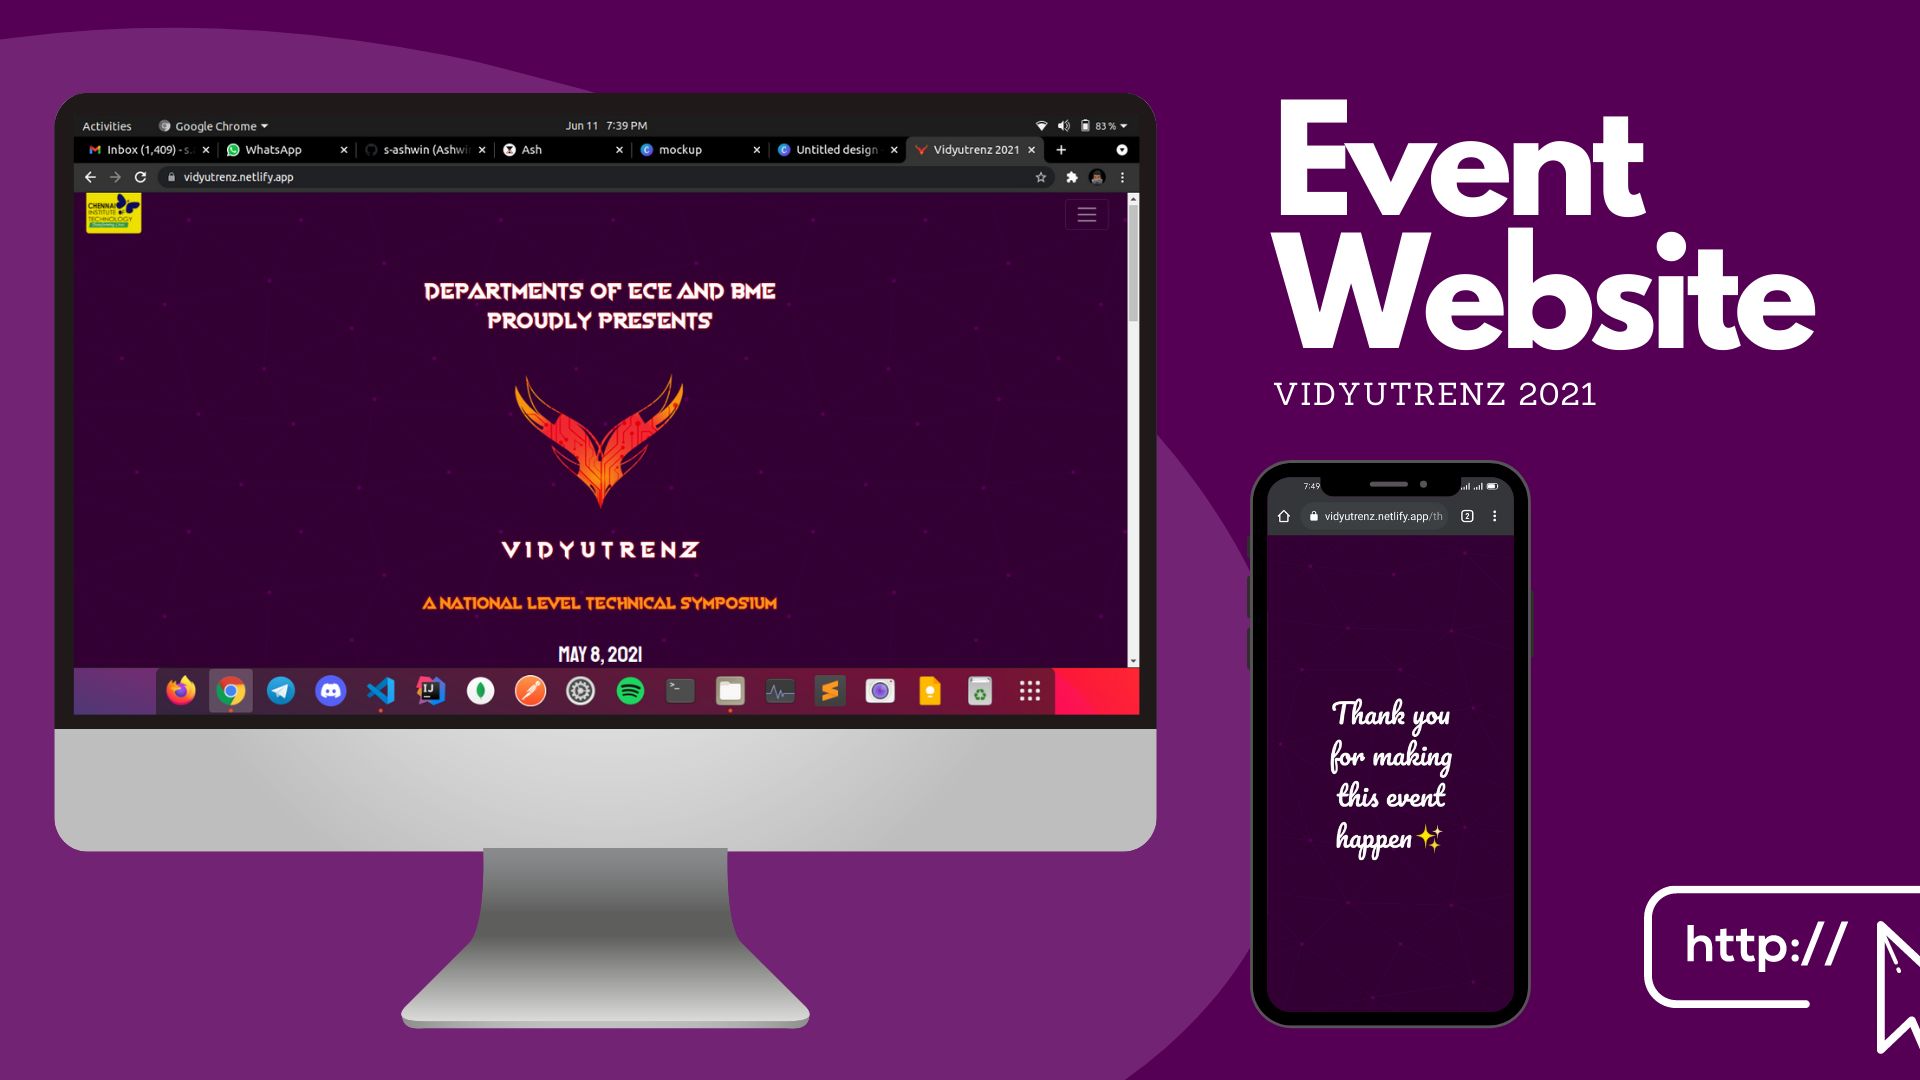 Activities
Google Chrome
Jun 11 7:39 PM
83 %
Inbox (1,409) - s.
WhatsApp
s-ashwin (Ashwi
Ash
mockup
Untitled design
Vidyutrenz 2021
vidyutrenz.netlify.app
CHENNAI
INSTITUTE OF
TECHNOLOGY
DEPARTMENTS OF ECE AND BME
PROUDLY PRESENTS
VIDYUTRENZ
A NATIONAL LEVEL TECHNICAL SYMPOSIUM
MAY 8, 2021
Event
Website
VIDYUTRENZ 2021
7:49
vidyutrenz.netlify.app/th
2
Thank you
for making
this event
happen✨
http://